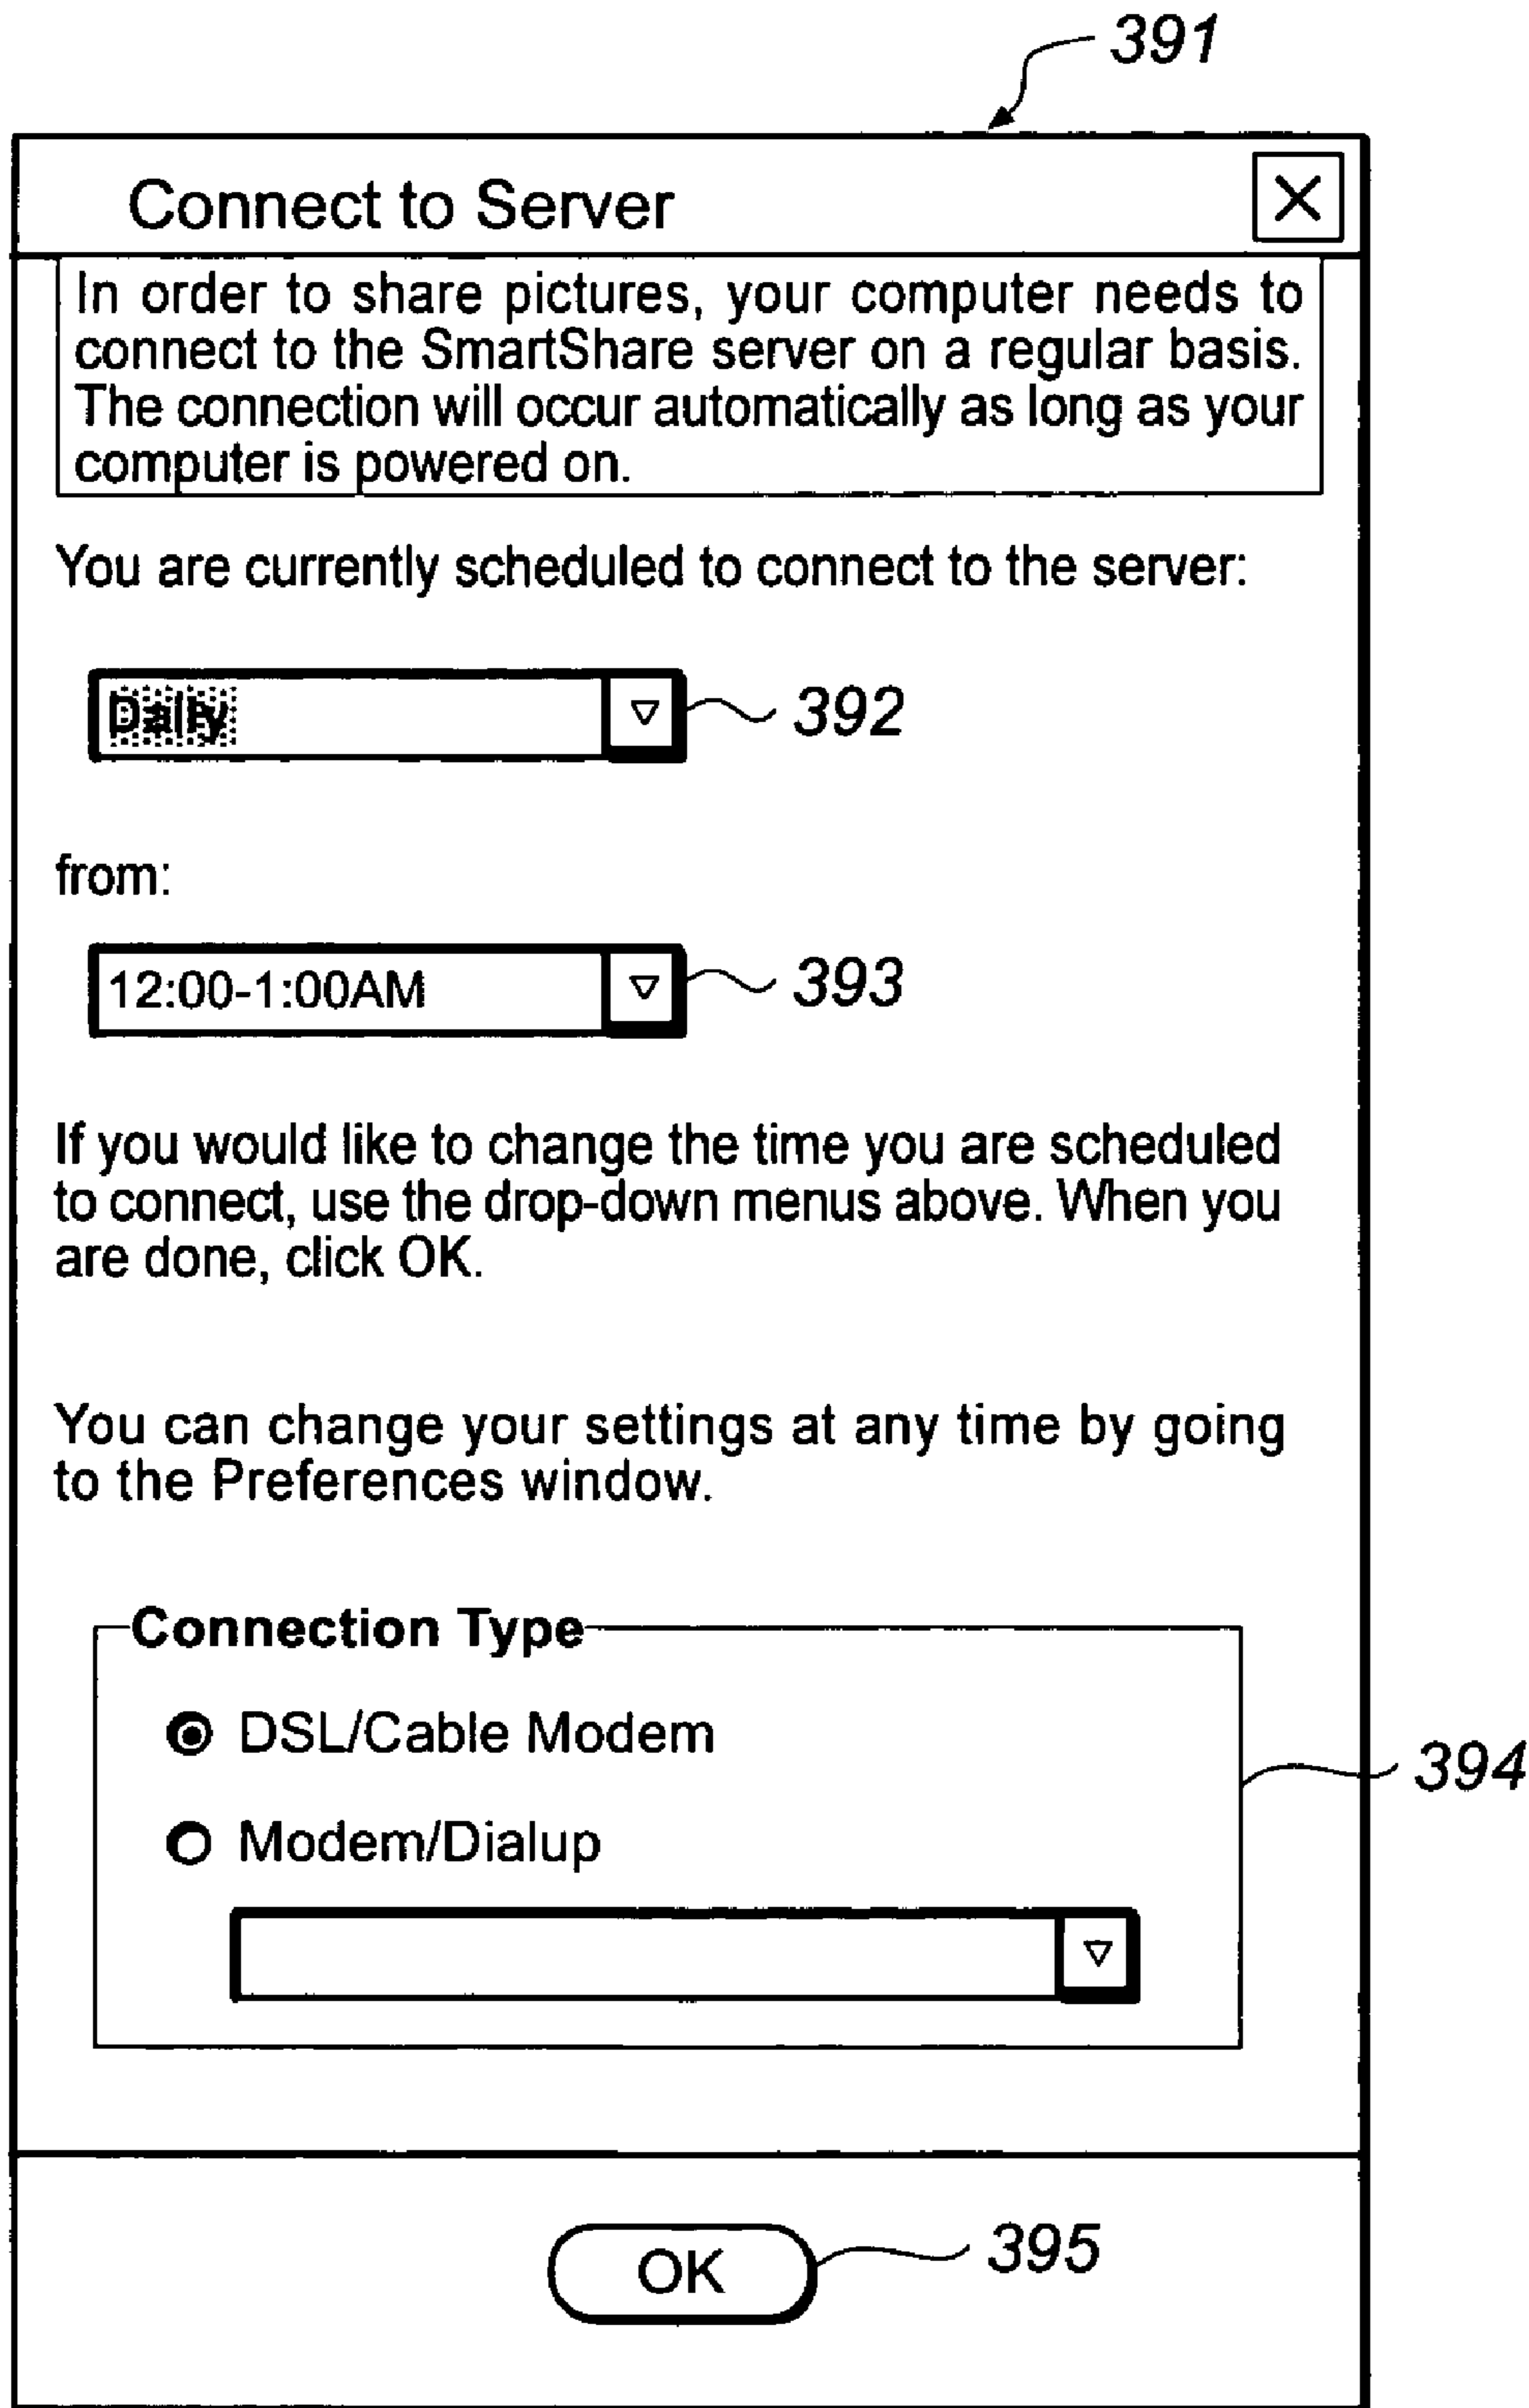 391
Connect to Server
In order to share pictures, your computer needs to
connect to the SmartShare server on a regular basis.
The connection will occur automatically as long as your
computer is powered on.
You are currently scheduled to connect to the server:
Daily
392
from:
12:00-1:00AM
393
If you would like to change the time you are scheduled
to connect, use the drop-down menus above. When you
are done, click OK.
You can change your settings at any time by going
to the Preferences window.
Connection Type
DSL/Cable Modem
394
Modem/Dialup
OK
395